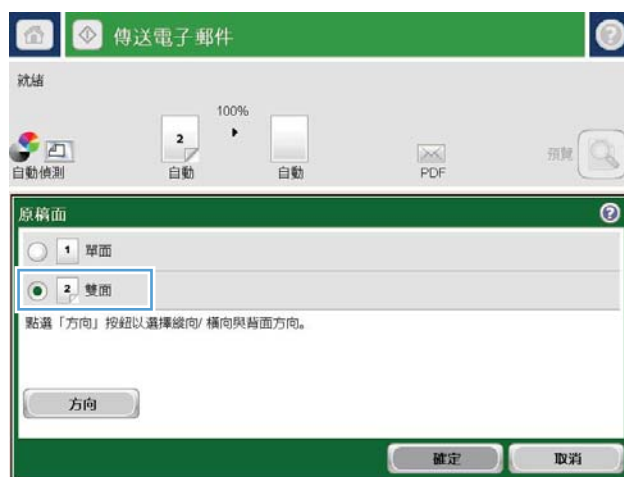 傳送電子郵件
就緒
100%
2
自動偵測
自動
自動
PDF
預覽
原稿面
1 單面
2 雙面
點選「方向」按鈕以選擇縱向/ 橫向與背面方向。
方向
確定
取消